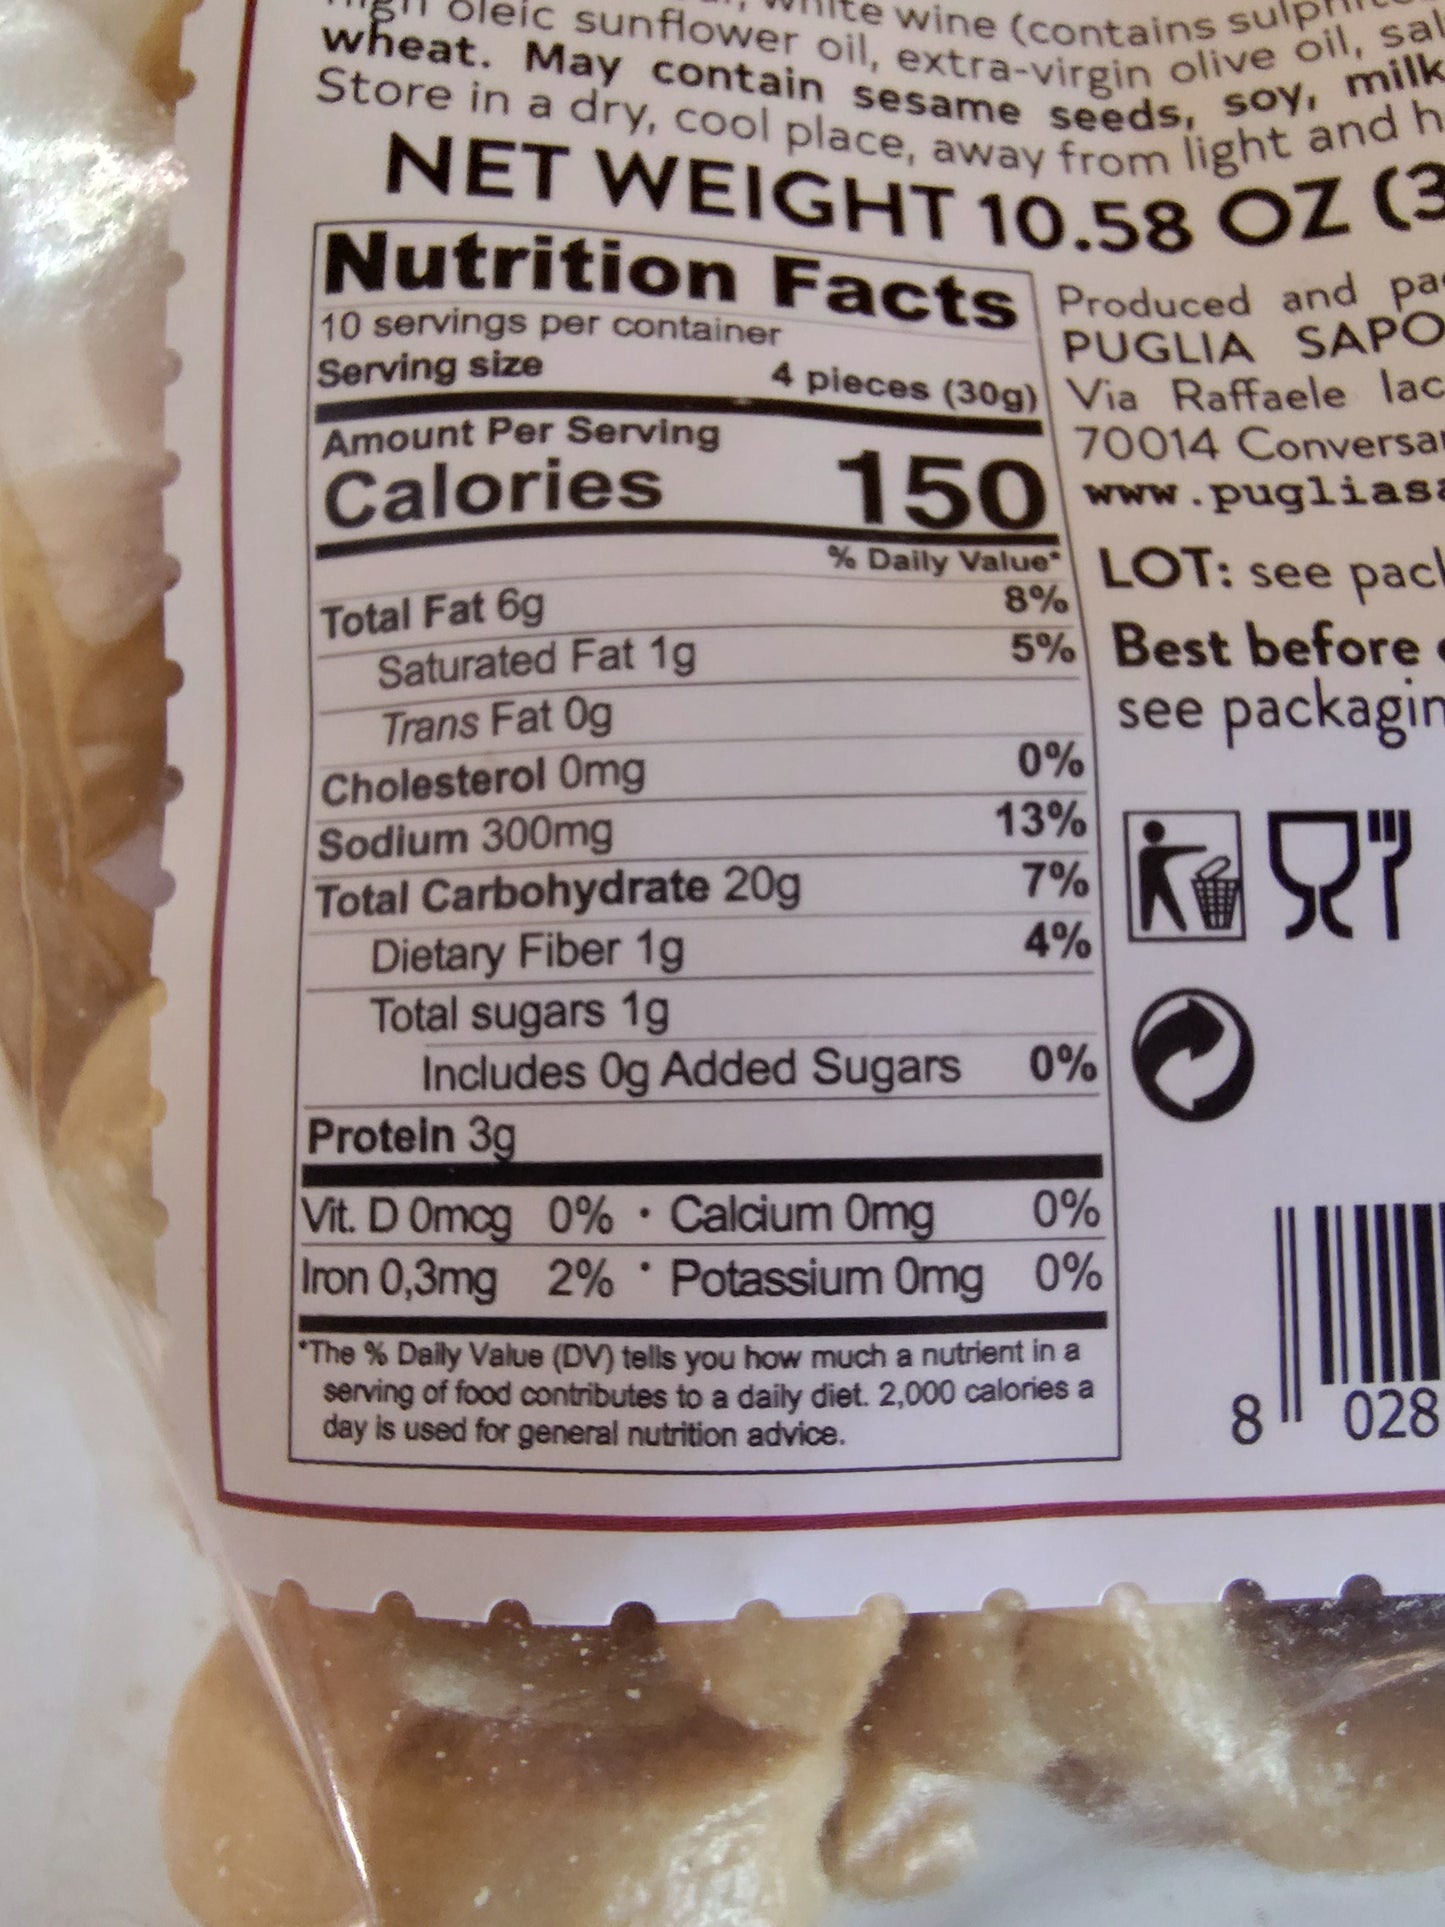 oleic sunflower oil, extra-virgin olive oil,
white wine (contains
wheat. May contain sesame seeds, soy, milk
Store in a dry, cool place, away from light and
NET WEIGHT 10.58 OZ (3
Nutrition Facts
10 servings per container
Serving size 4 pieces (30g)
Amount Per Serving
Calories 150
% Daily Value*
Total Fat 6g 8%
Saturated Fat 1g 5%
Trans Fat 0g
Cholesterol 0mg 0%
Sodium 300mg 13%
Total Carbohydrate 20g 7%
Dietary Fiber 1g 4%
Total sugars 1g
Includes 0g Added Sugars 0%
Protein 3g
Vit. D 0mcg 0% • Calcium 0mg 0%
Iron 0,3mg 2% • Potassium 0mg 0%
*The % Daily Value (DV) tells you how much a nutrient in a
serving of food contributes to a daily diet. 2,000 calories a
day is used for general nutrition advice.
Produced and
PUGLIA SAPO
Via Raffaele Iac
70014 Conversa
www.puglias
LOT: see pac
Best before
see packagin
8 028